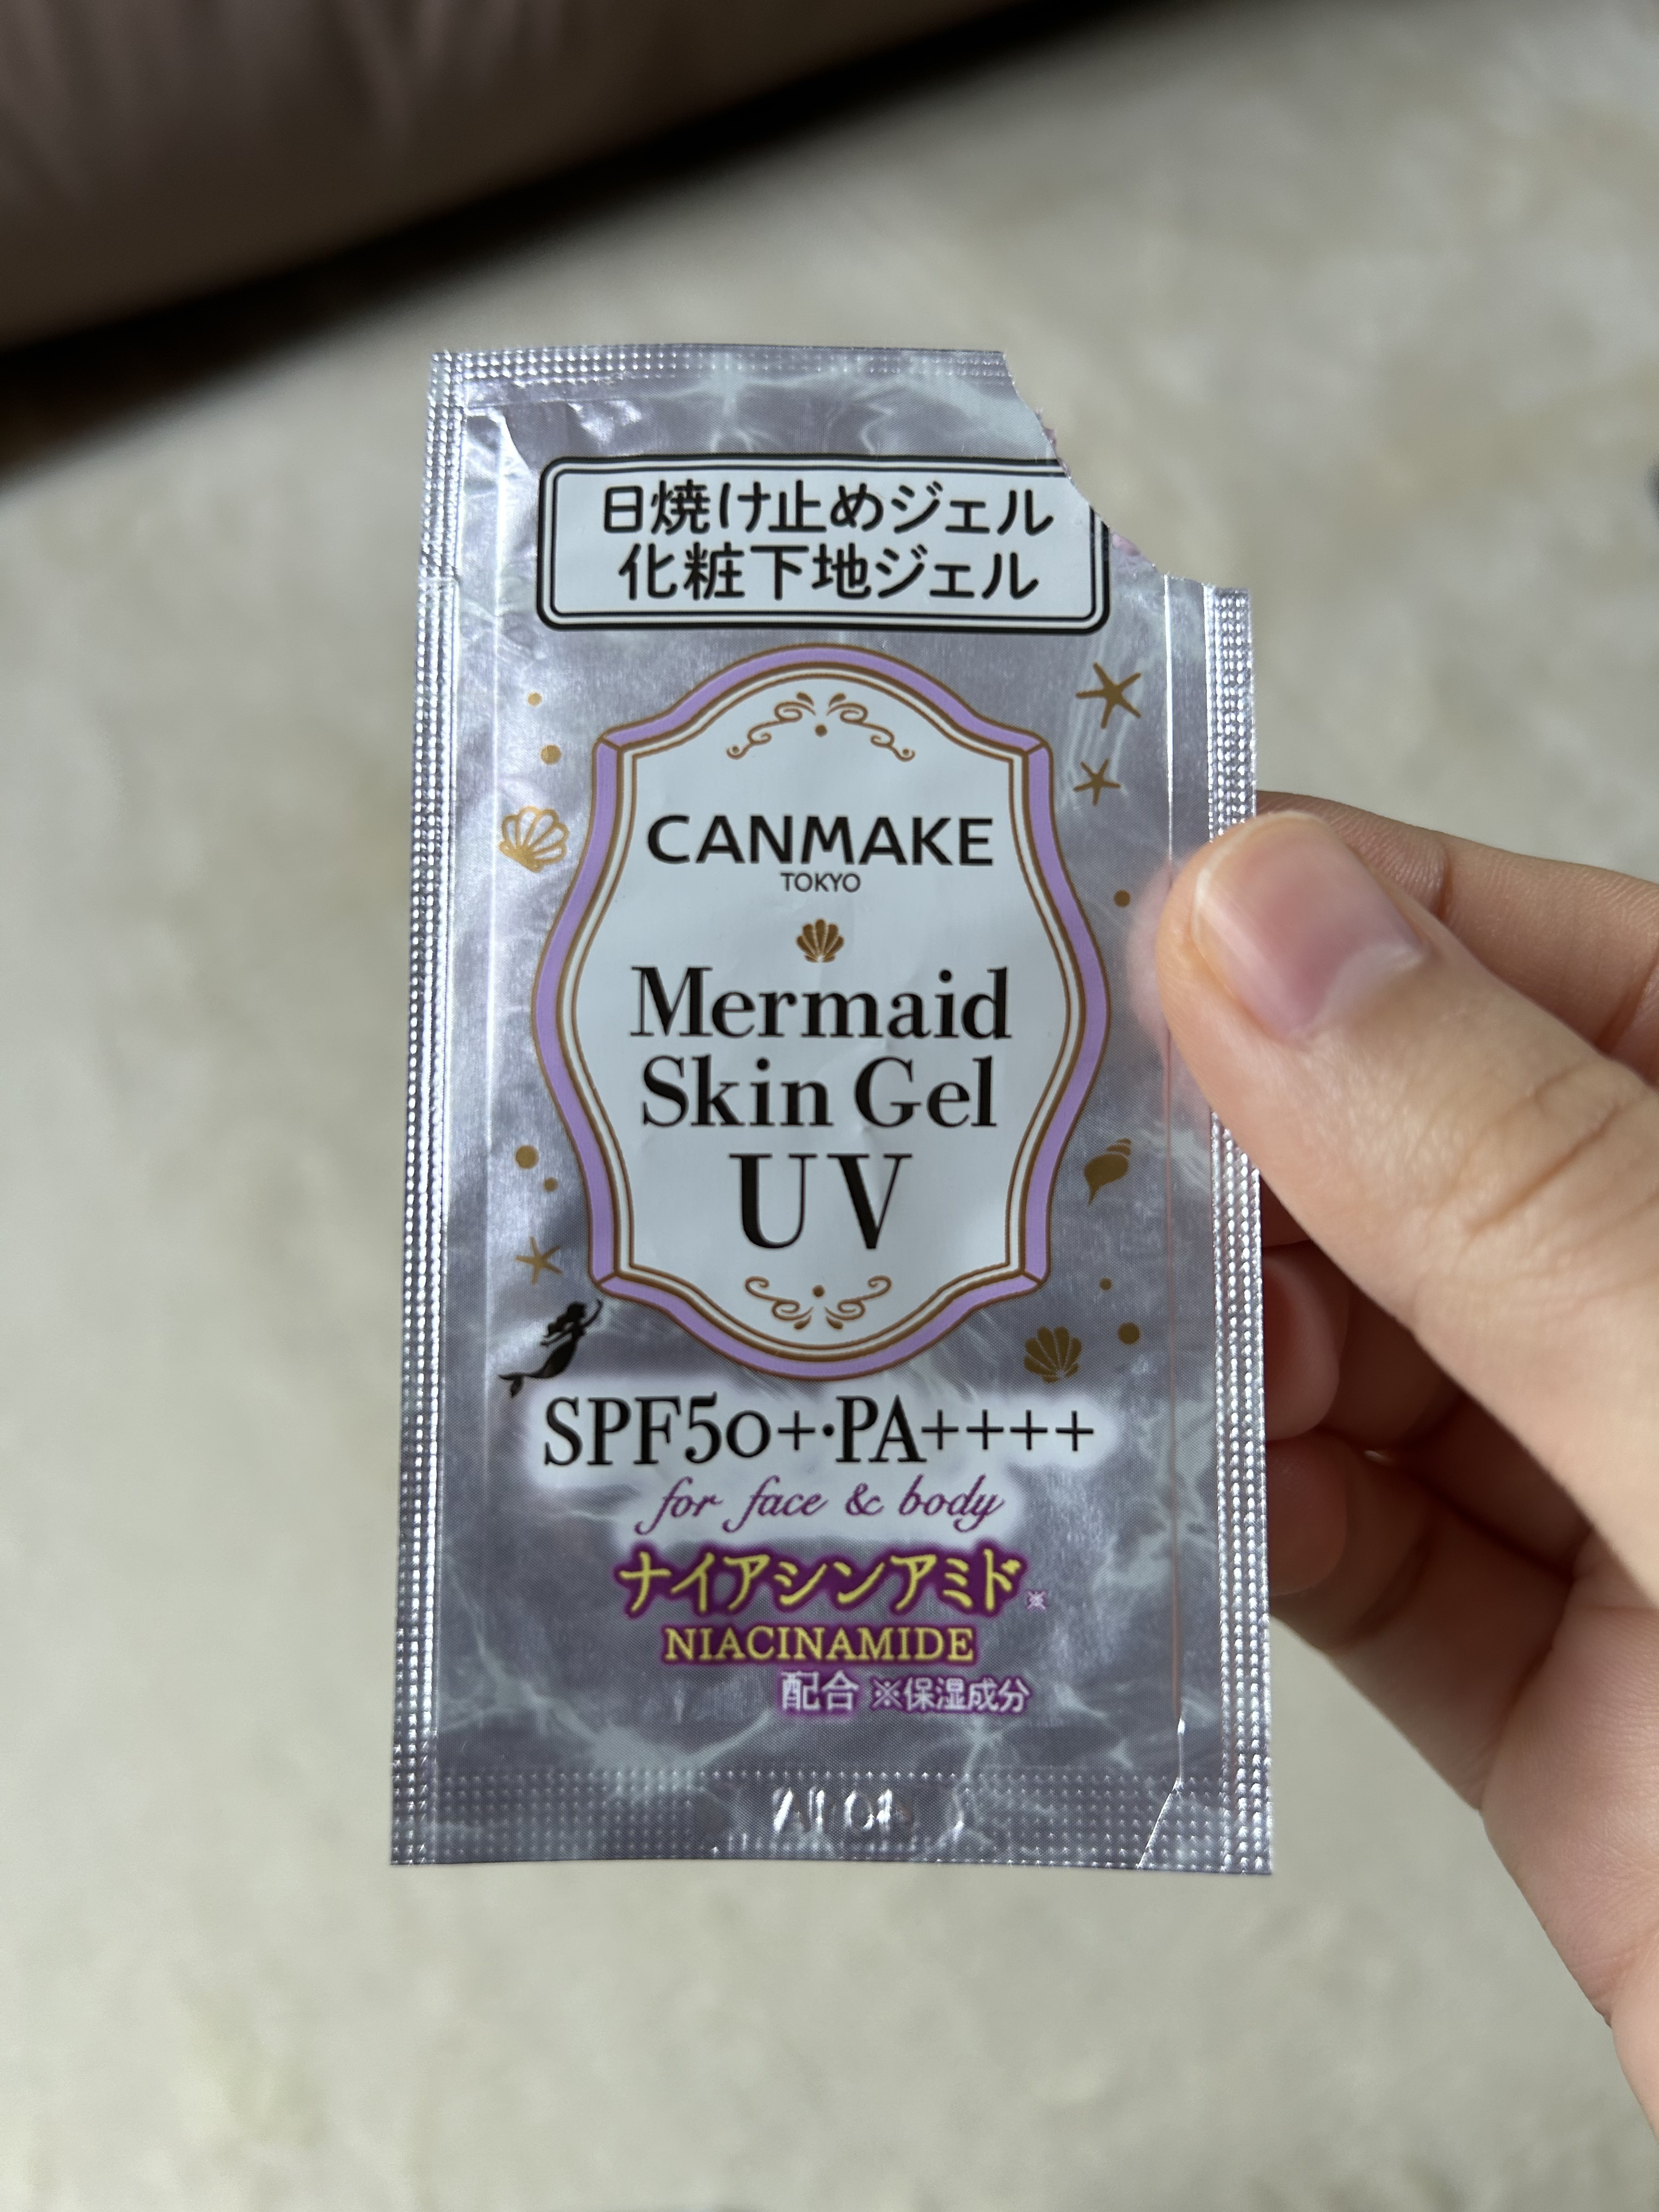 日焼け止めジェル
化粧下地ジェル
CANMAKE
TOKYO
Mermaid
Skin Gel
UV
SPF50+·PA++++
for face & body
ナイアシンアミド※
NIACINAMIDE
配合 ※保湿成分